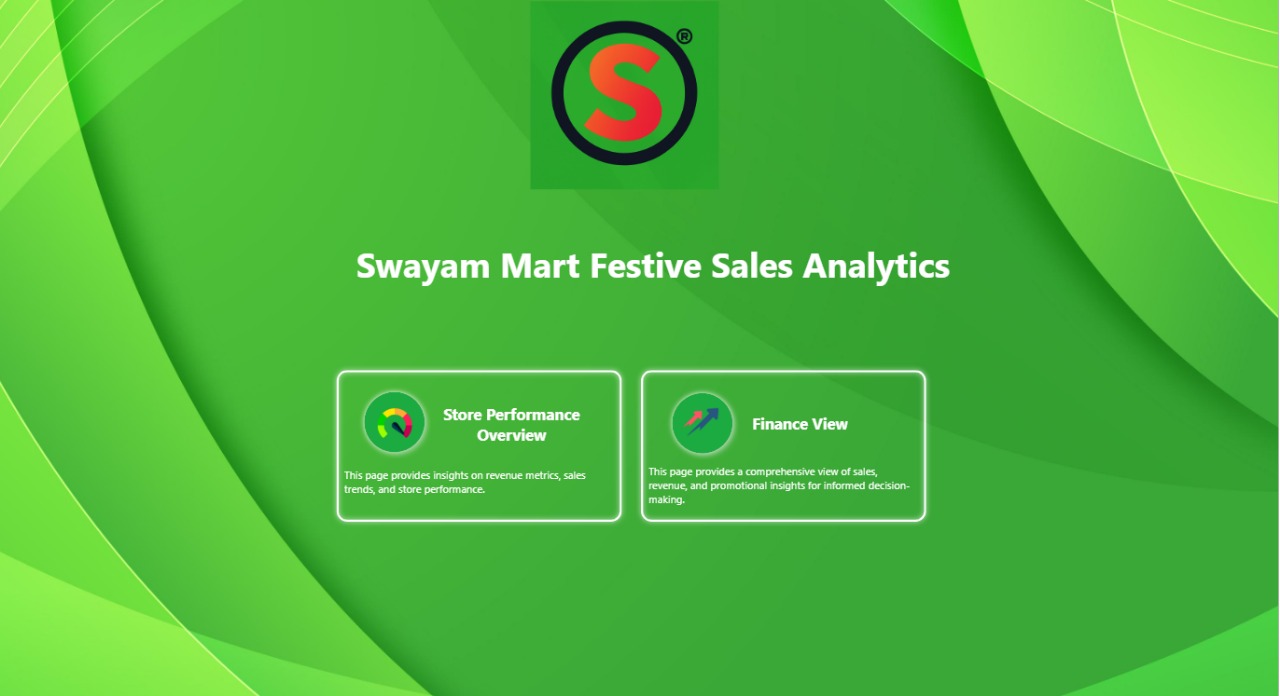 S
®
Swayam Mart Festive Sales Analytics
Store Performance
Overview
This page provides insights on revenue metrics, sales
trends, and store performance.
Finance View
This page provides a comprehensive view of sales,
revenue, and promotional insights for informed decision-
making.